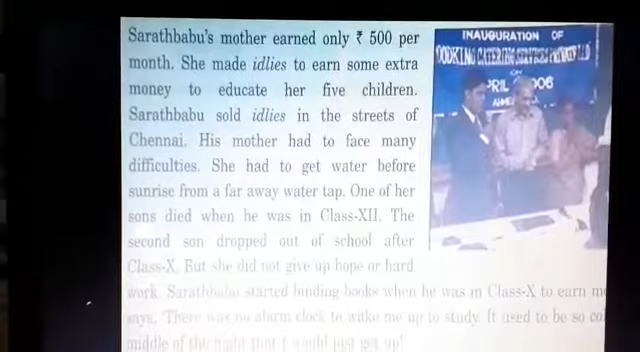 Sarathbabu's mother earned only ₹ 500 per
month. She made idlies to earn some extra
money to educate her five children.
Sarathbabu sold idlies in the streets of
Chennai. His mother had to face many
difficulties. She had to get water before
sunrise from a far away water tap. One of her
sons died when he was in Class-XII. The
second son dropped out of school after
Class-X. But she did not give up hope or hard
work. Sarathbabu started binding books when he was in Class-X to earn
says, 'There was no alarm clock to wake me up to study. It used to be so
middle of the night that I would just get up!
INAUGURATION OF
CATERING SERVICES PRIVATE
ON